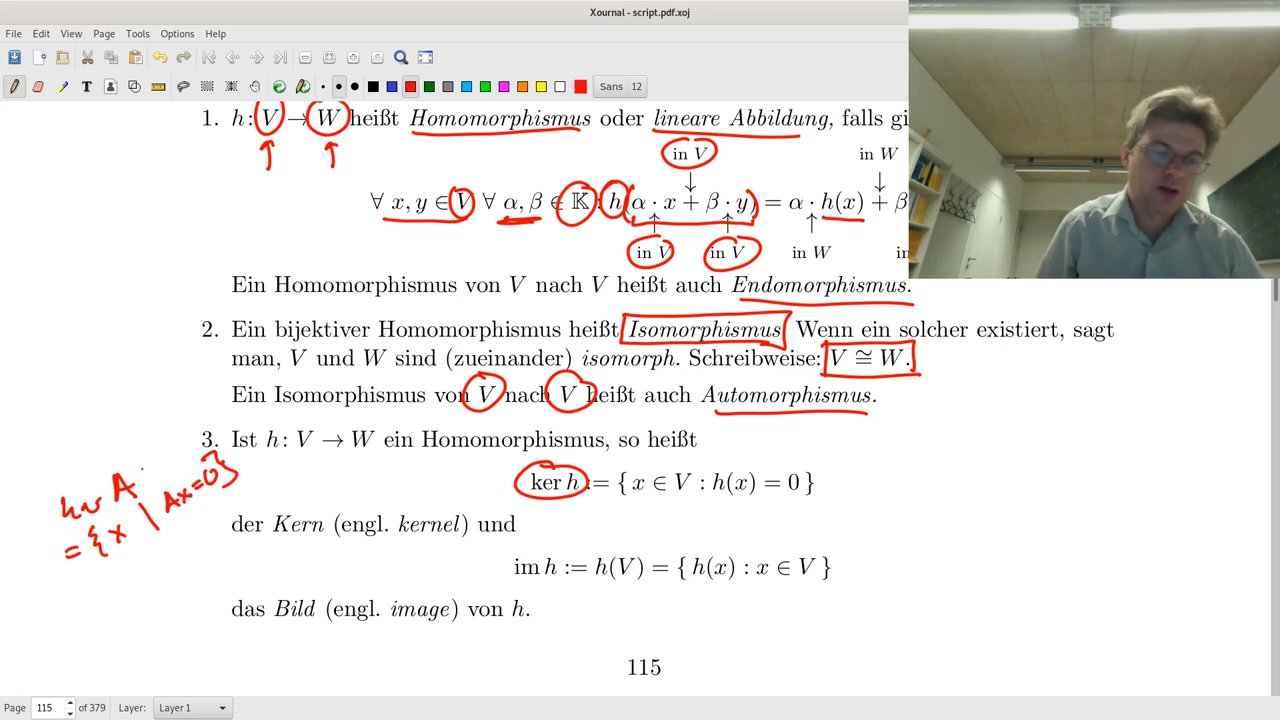 Xournal - script.pdf.xoj
File Edit View Page Tools Options Help
Sans 12
1. h: V → W heißt Homomorphismus oder lineare Abbildung, falls gi
in V in W
∀ x, y ∈ V ∀ α, β ∈ 𝕂: h(α · x + β · y) = α · h(x) + β
in V in V in W in
Ein Homomorphismus von V nach V heißt auch Endomorphismus.
2. Ein bijektiver Homomorphismus heißt Isomorphismus. Wenn ein solcher existiert, sagt
man, V und W sind (zueinander) isomorph. Schreibweise: V ≅ W.
Ein Isomorphismus von V nach V heißt auch Automorphismus.
3. Ist h: V → W ein Homomorphismus, so heißt
ker h := { x ∈ V : h(x) = 0 }
ker A
= { x | Ax = 0 }
der Kern (engl. kernel) und
im h := h(V) = { h(x) : x ∈ V }
das Bild (engl. image) von h.
115
Page 115 of 379 Layer: Layer 1